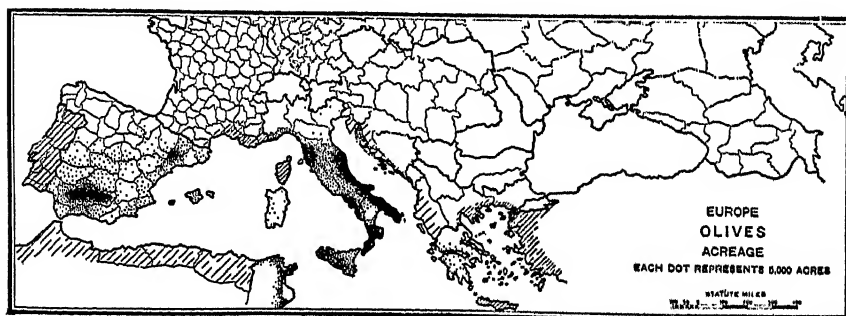 EUROPE
OLIVES
ACREAGE
EACH DOT REPRESENTS 5,000 ACRES
STATUTE MILES